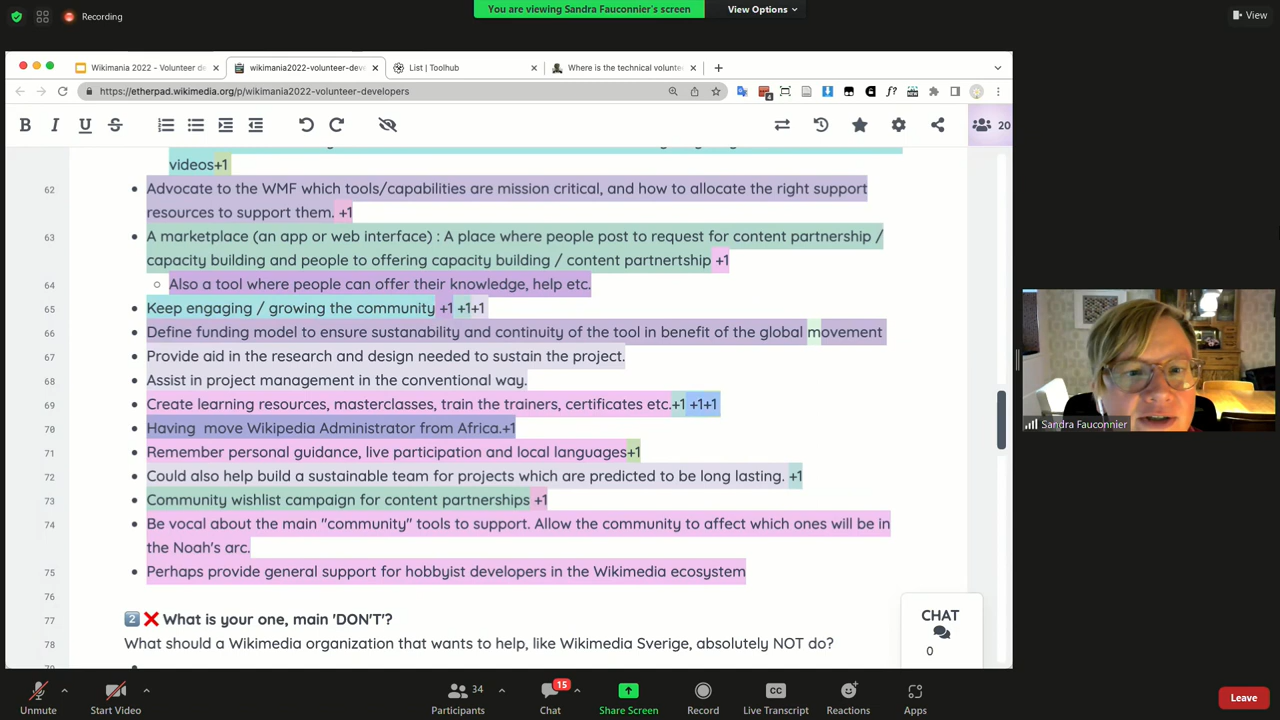 You are viewing Sandra Fauconnier's screen
View Options
Recording
View
Wikimania 2022 - Volunteer de
wikimania2022-volunteer-deve
List | Toolhub
Where is the technical volunte
https://etherpad.wikimedia.org/p/wikimania2022-volunteer-developers
20
videos+1
62 Advocate to the WMF which tools/capabilities are mission critical, and how to allocate the right support
resources to support them. +1
63 A marketplace (an app or web interface) : A place where people post to request for content partnership /
capacity building and people to offering capacity building / content partnertship +1
64 Also a tool where people can offer their knowledge, help etc.
65 Keep engaging / growing the community +1 +1+1
66 Define funding model to ensure sustanability and continuity of the tool in benefit of the global movement
67 Provide aid in the research and design needed to sustain the project.
68 Assist in project management in the conventional way.
69 Create learning resources, masterclasses, train the trainers, certificates etc.+1 +1+1
70 Having  move Wikipedia Administrator from Africa.+1
71 Remember personal guidance, live participation and local languages+1
72 Could also help build a sustainable team for projects which are predicted to be long lasting. +1
73 Community wishlist campaign for content partnerships +1
74 Be vocal about the main "community" tools to support. Allow the community to affect which ones will be in
the Noah's arc.
75 Perhaps provide general support for hobbyist developers in the Wikimedia ecosystem
76
77 2 ❌ What is your one, main 'DON'T'?
78 What should a Wikimedia organization that wants to help, like Wikimedia Sverige, absolutely NOT do?
CHAT
0
Sandra Fauconnier
Unmute
Start Video
34
Participants
15
Chat
Share Screen
Record
CC
Live Transcript
Reactions
Apps
Leave